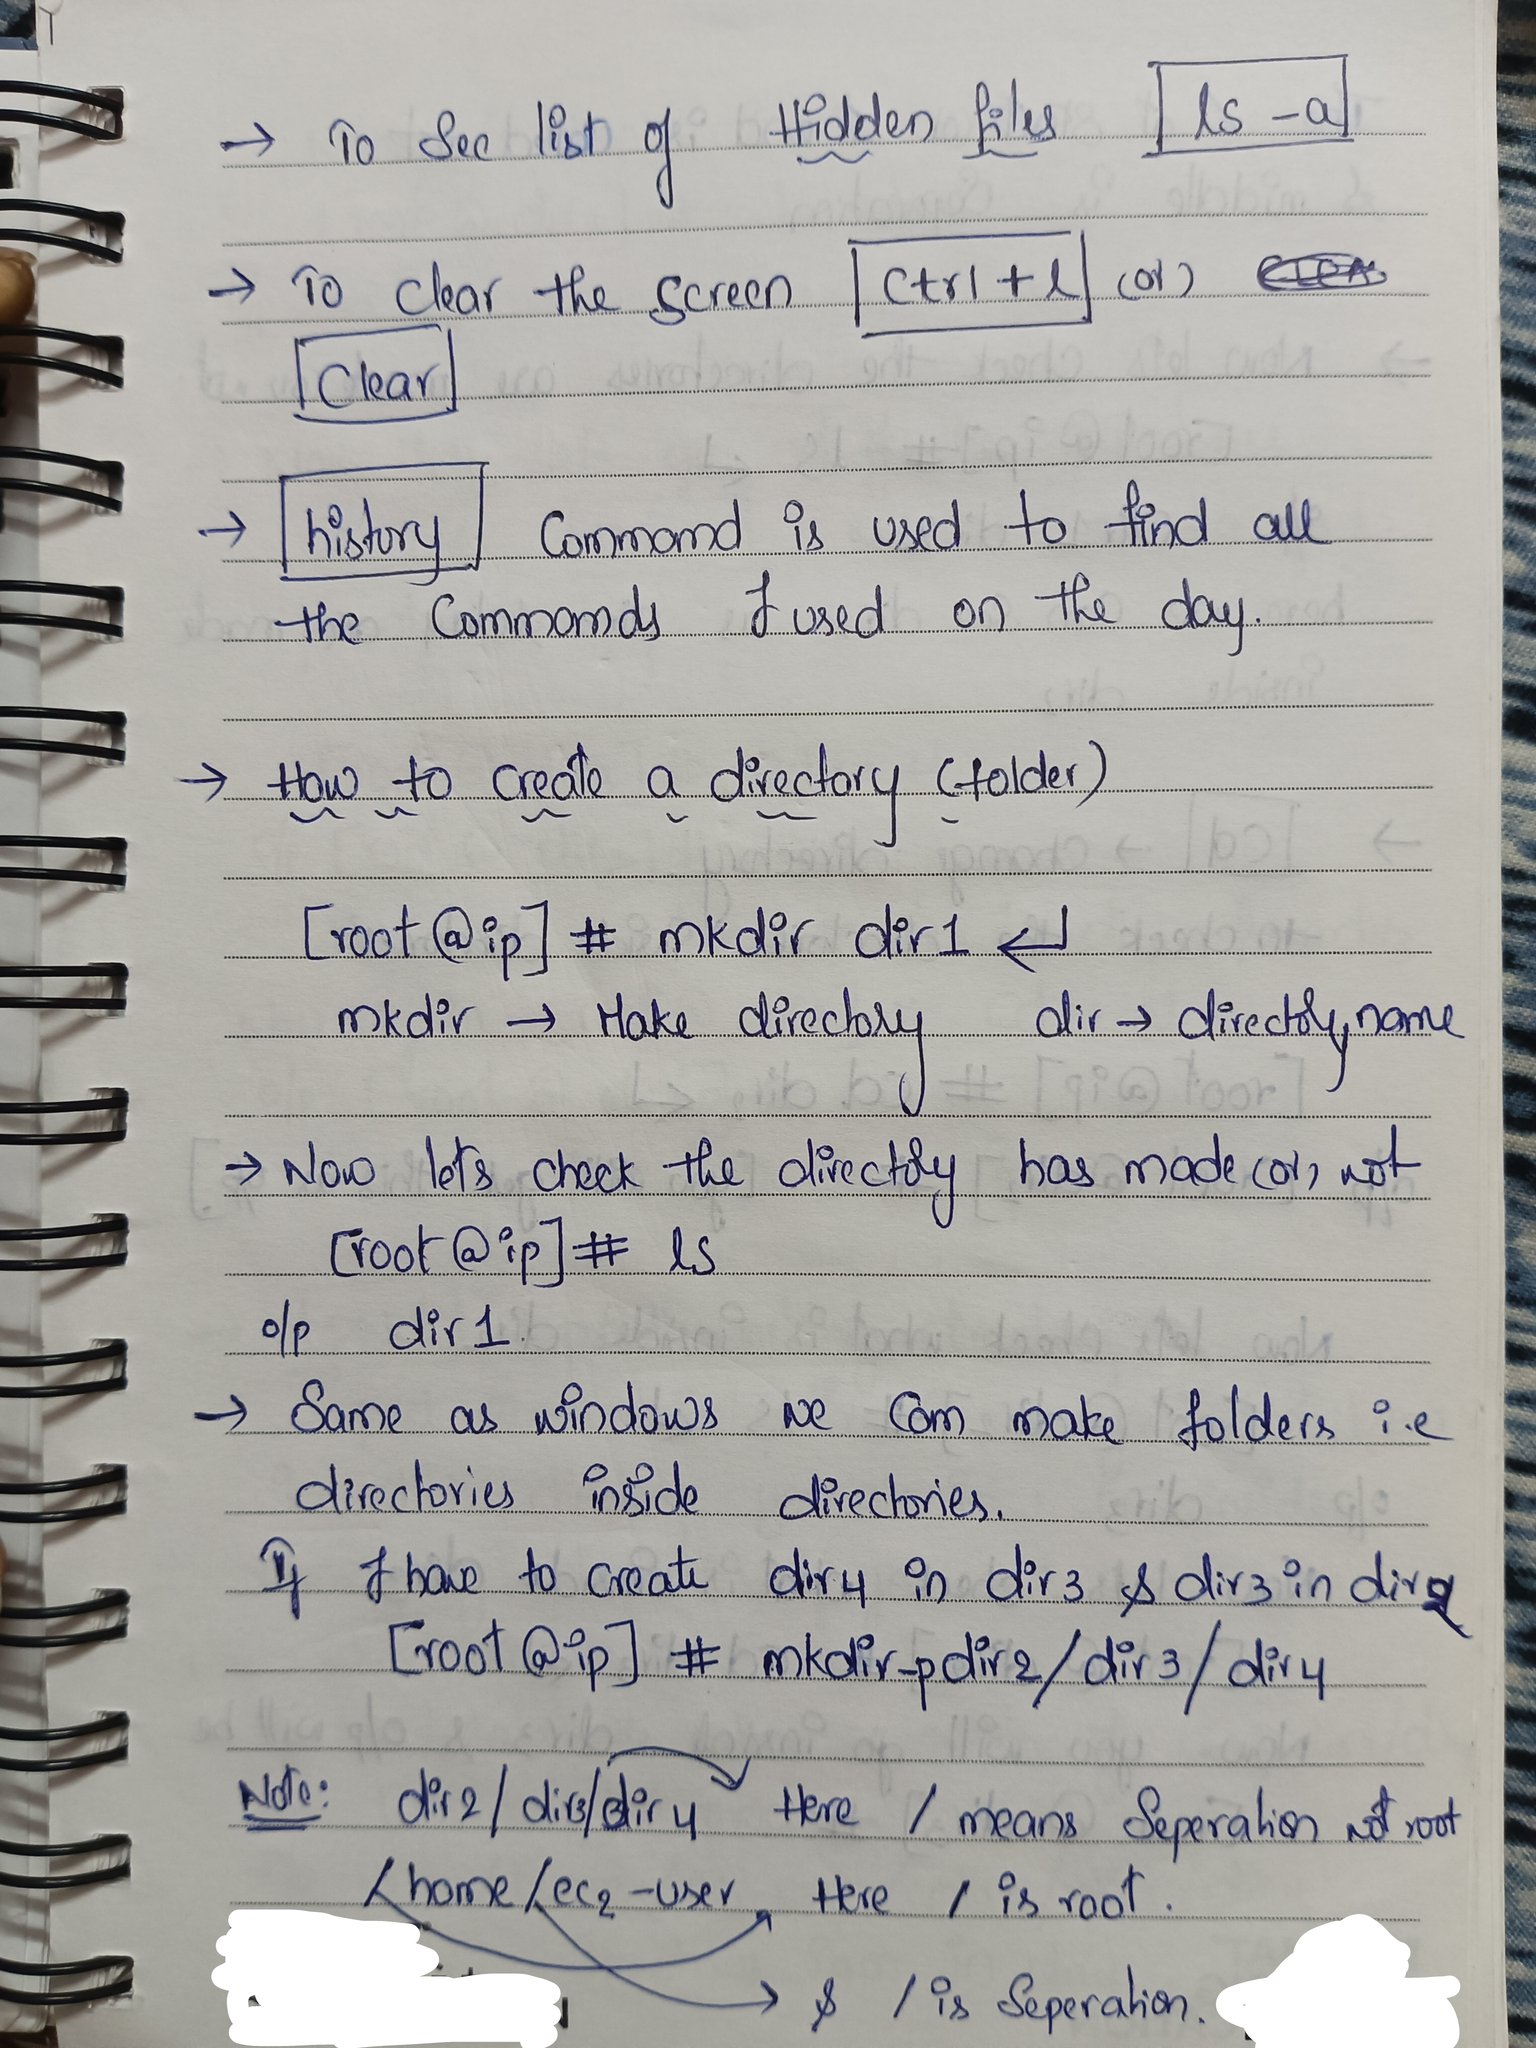 → To See list of Hidden files ls -a
→ To clear the screen Ctrl + l (or)
Clear
→ history Command is used to find all
the Commands I used on the day.
→ How to create a directory (folder)
[root@ip] # mkdir dir1 ↵
mkdir → Make directory dir → directory name
→ Now lets check the directory has made (or) not
[root@ip] # ls
o/p dir1.
→ Same as windows we Can make folders i.e
directories inside directories.
If I have to create dir4 in dir3 & dir3 in dir2
[root@ip] # mkdir -p dir2/dir3/dir4
Note: dir2/dir3/dir4 Here / means Seperation not root
/home/ec2-user Here / is root.
& / is Seperation.